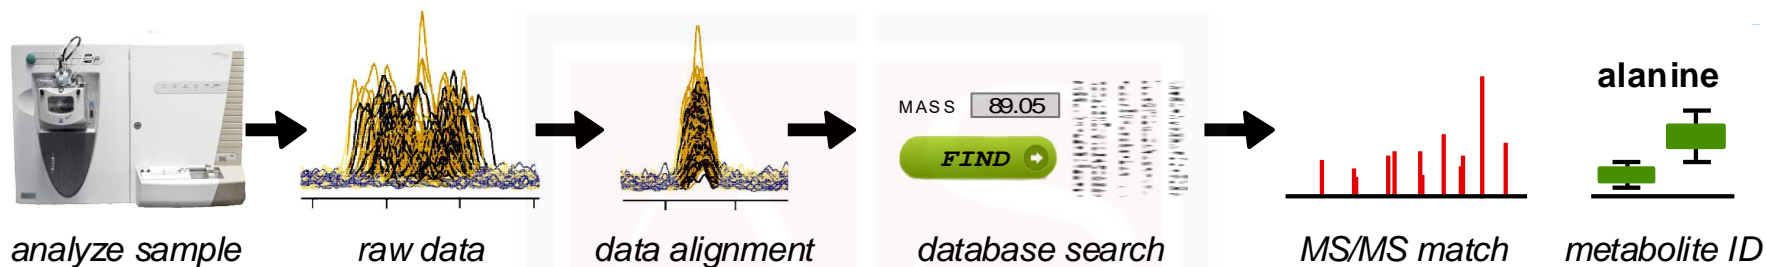 alanine
MASS 89.05
FIND
analyze sample raw data data alignment database search MS/MS match metabolite ID